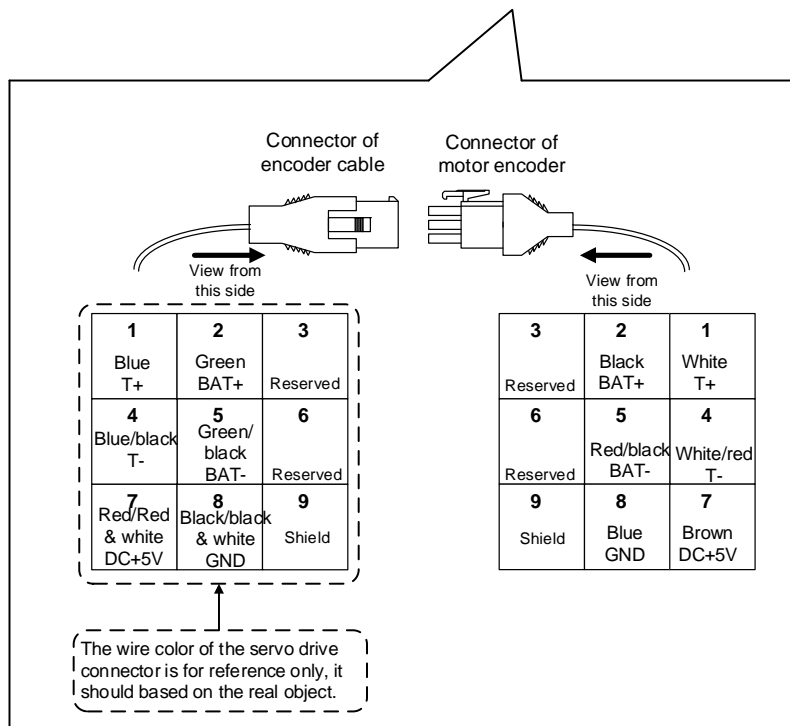 Connector of
encoder cable
Connector of
motor encoder
View from
this side
View from
this side
1
Blue
T+
2
Green
BAT+
3
Reserved
4
Blue/black
T-
5
Green/
black
BAT-
6
Reserved
7
Red/Red
& white
DC+5V
8
Black/black
& white
GND
9
Shield
3
Reserved
2
Black
BAT+
1
White
T+
6
Reserved
5
Red/black
BAT-
4
White/red
T-
9
Shield
8
Blue
GND
7
Brown
DC+5V
The wire color of the servo drive
connector is for reference only, it
should based on the real object.